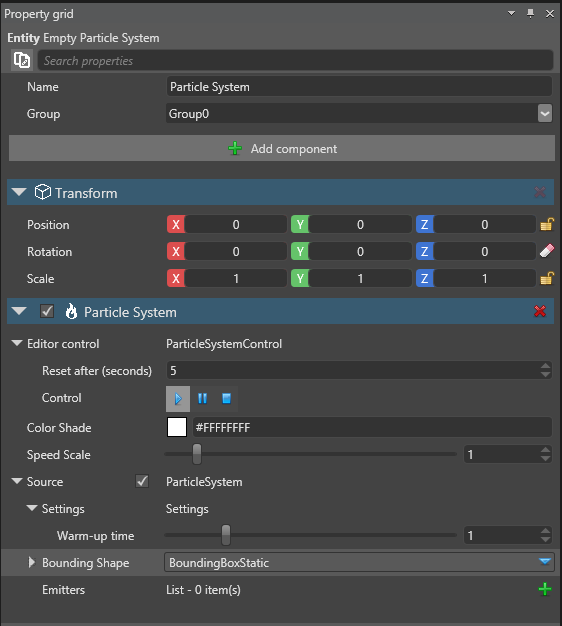 Property grid
Entity Empty Particle System
Search properties
Name Particle System
Group Group0
Add component
Transform
Position X 0 Y 0 Z 0
Rotation X 0 Y 0 Z 0
Scale X 1 Y 1 Z 1
Particle System
Editor control ParticleSystemControl
Reset after (seconds) 5
Control
Color Shade #FFFFFFFF
Speed Scale 1
Source ParticleSystem
Settings Settings
Warm-up time 1
Bounding Shape BoundingBoxStatic
Emitters List - 0 item(s)